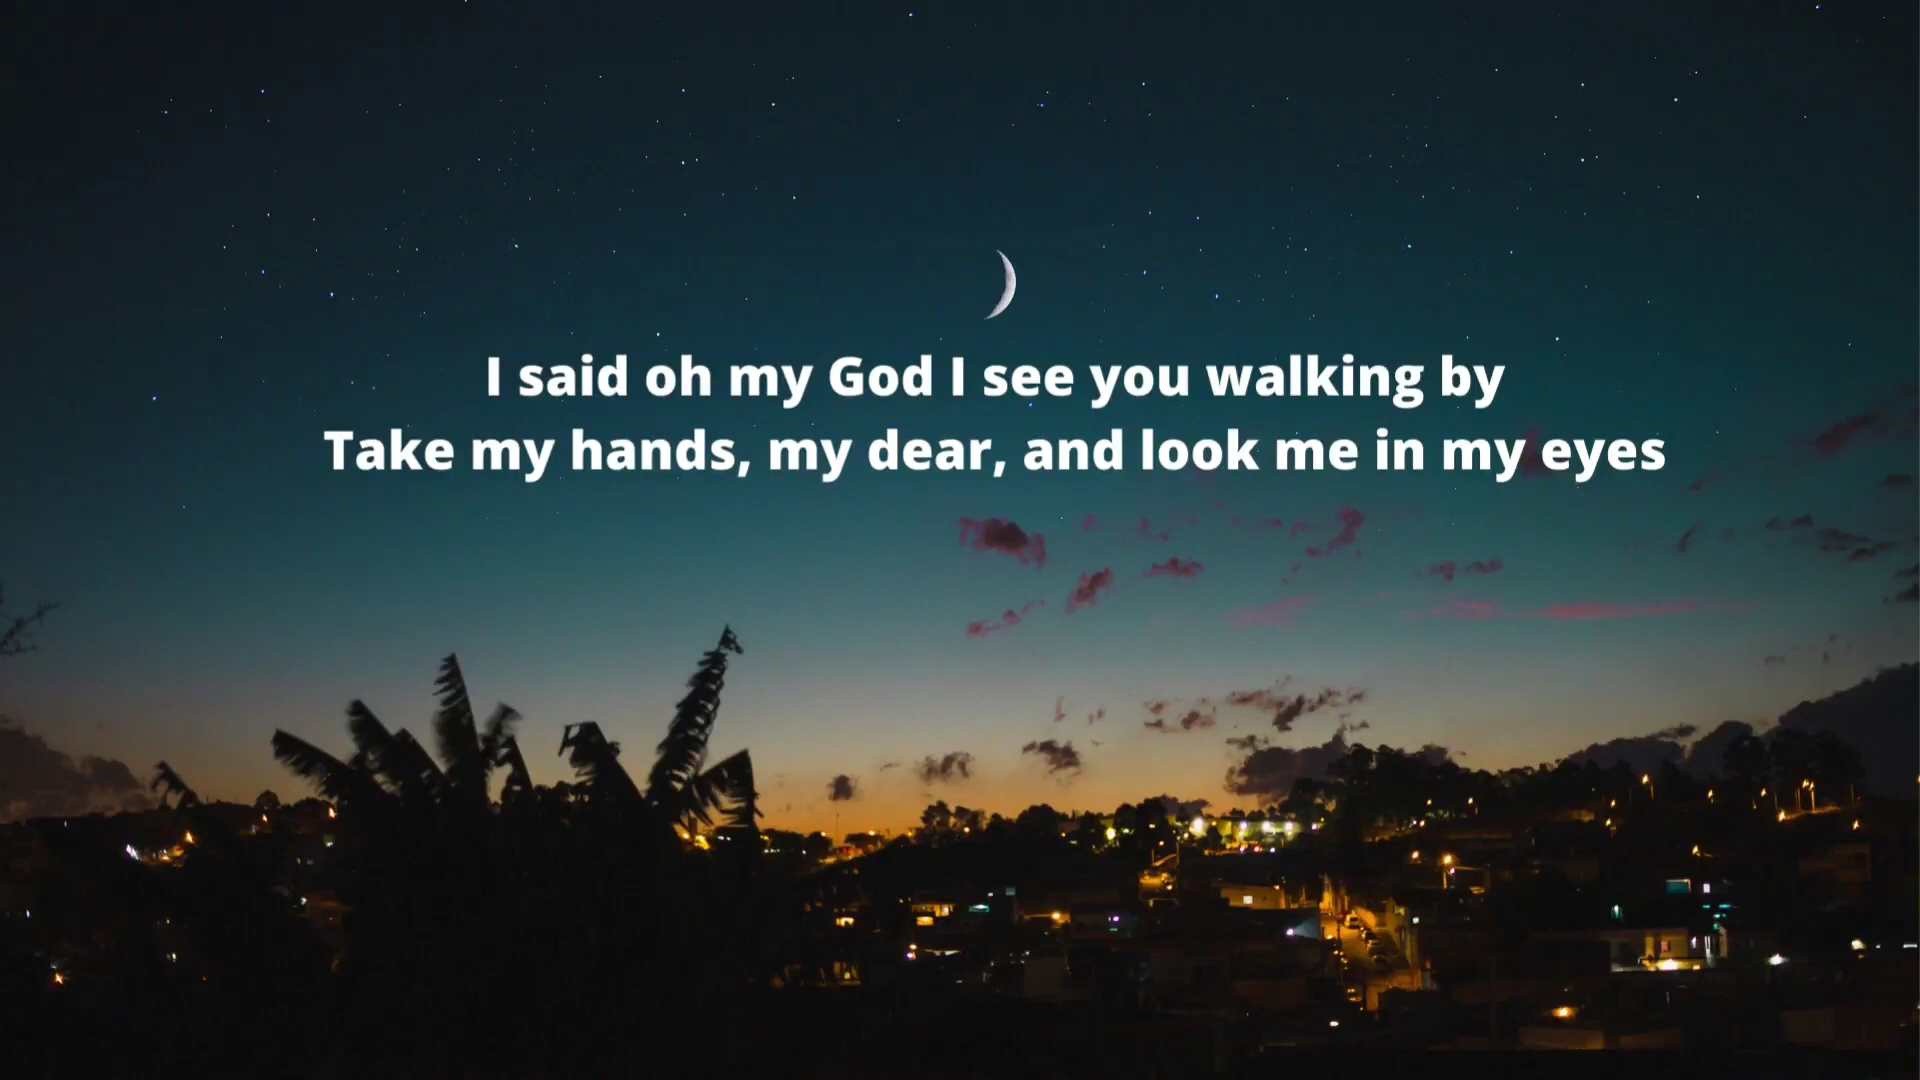 I said oh my God I see you walking by
Take my hands, my dear, and look me in my eyes